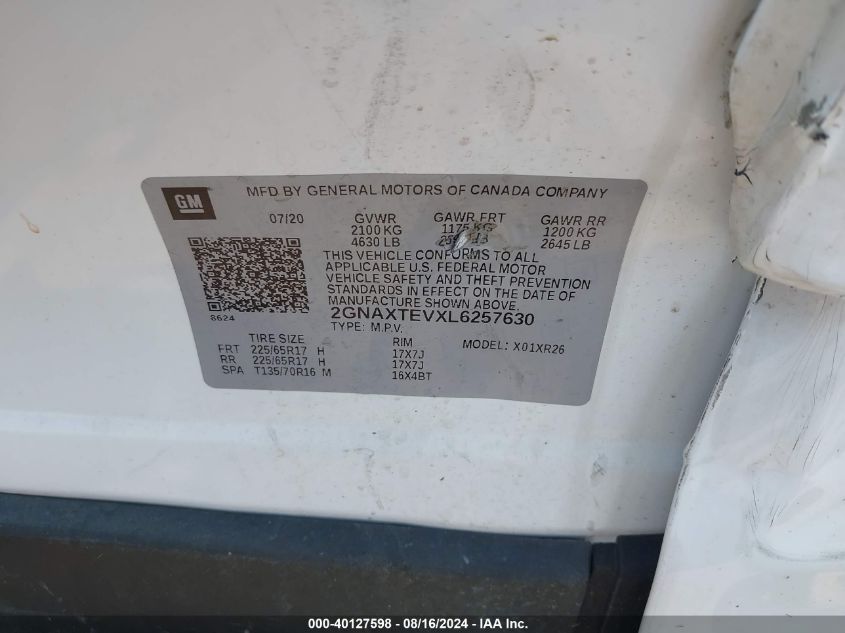 GM
MFD BY GENERAL MOTORS OF CANADA COMPANY
07/20 GVWR GAWR FRT GAWR RR
2100 KG 1175 KG 1200 KG
4630 LB LB 2645 LB
THIS VEHICLE CONFORMS TO ALL
APPLICABLE U.S. FEDERAL MOTOR
VEHICLE SAFETY AND THEFT PREVENTION
STANDARDS IN EFFECT ON THE DATE OF
MANUFACTURE SHOWN ABOVE.
8624 2GNAXTEVXL6257630
TYPE: M.P.V.
TIRE SIZE RIM MODEL: X01XR26
FRT 225/65R17 H 17X7J
RR 225/65R17 H 17X7J
SPA T135/70R16 M 16X4BT
000-40127598 - 08/16/2024 - IAA Inc.